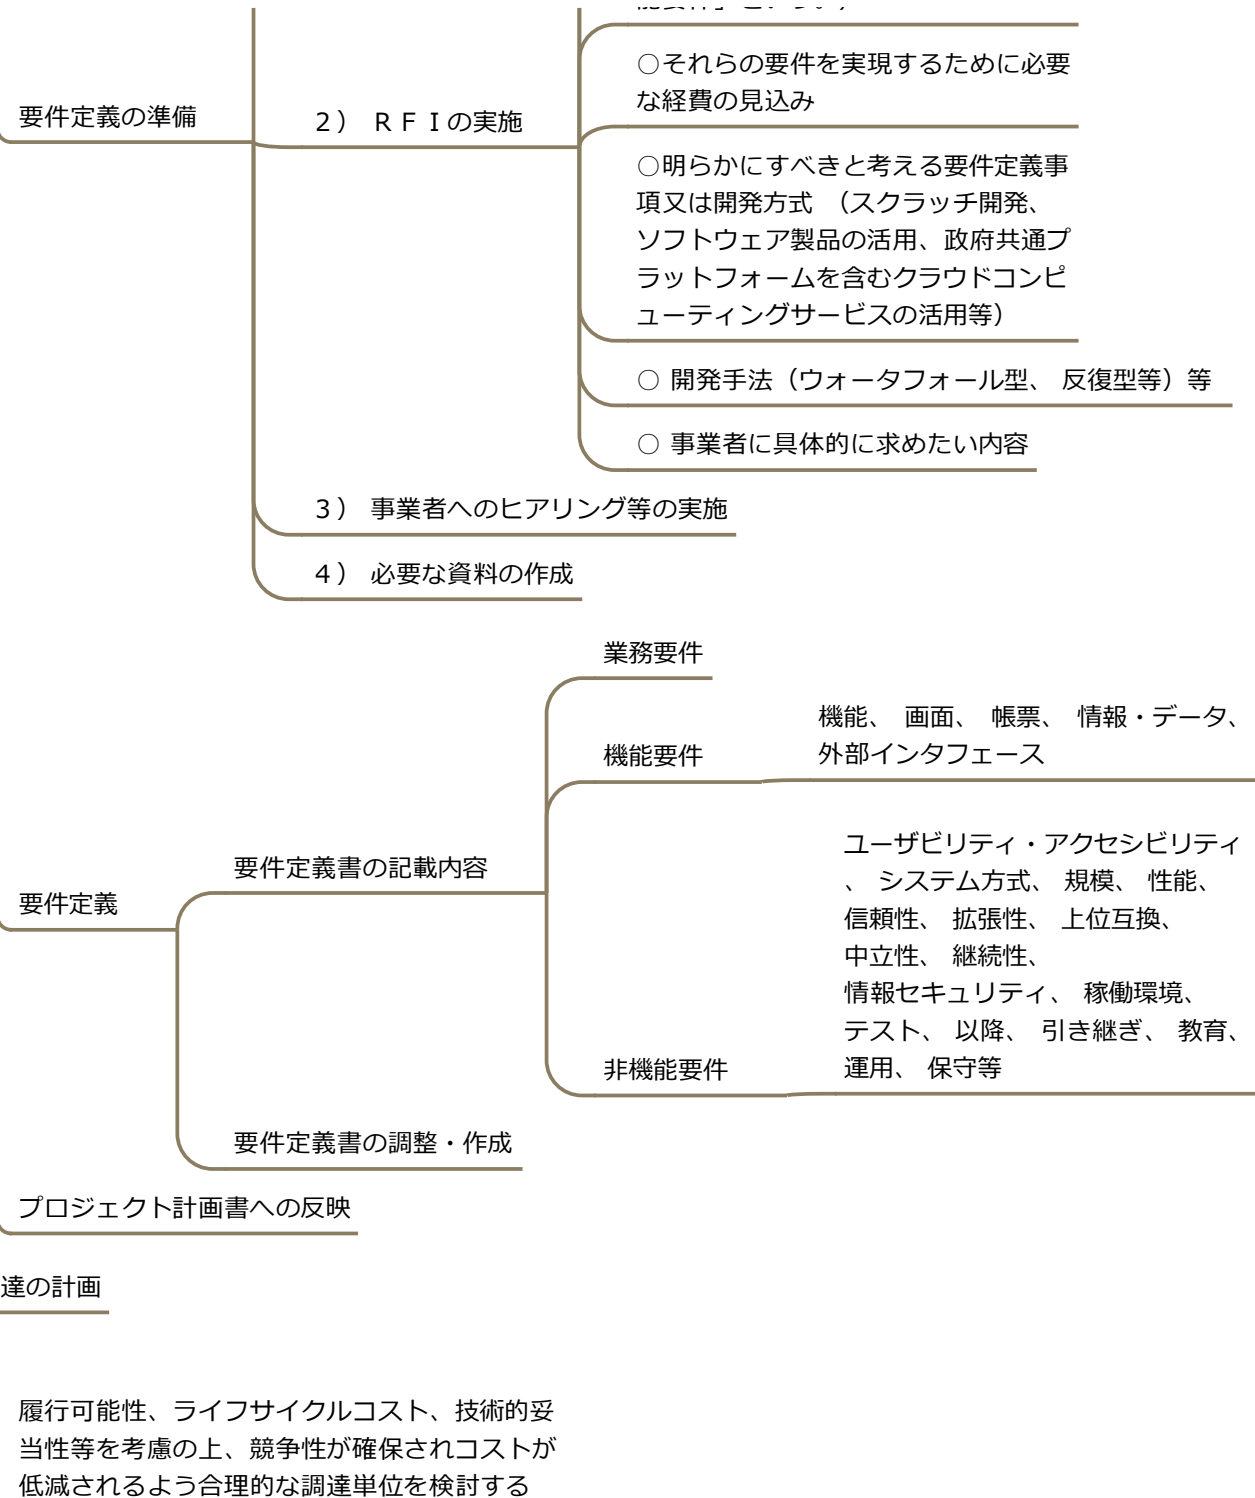 ○それらの要件を実現するために必要
な経費の見込み
要件定義の準備
２） ＲＦＩの実施
○明らかにすべきと考える要件定義事
項又は開発方式 （スクラッチ開発、
ソフトウェア製品の活用、政府共通プ
ラットフォームを含むクラウドコンピ
ューティングサービスの活用等）
○ 開発手法（ウォータフォール型、 反復型等）等
○ 事業者に具体的に求めたい内容
３） 事業者へのヒアリング等の実施
４） 必要な資料の作成
業務要件
機能要件
機能、 画面、 帳票、 情報・データ、
外部インタフェース
要件定義
要件定義書の記載内容
ユーザビリティ・アクセシビリティ
、 システム方式、 規模、 性能、
信頼性、 拡張性、 上位互換、
中立性、 継続性、
情報セキュリティ、 稼働環境、
テスト、 以降、 引き継ぎ、 教育、
運用、 保守等
非機能要件
要件定義書の調整・作成
プロジェクト計画書への反映
達の計画
履行可能性、ライフサイクルコスト、技術的妥
当性等を考慮の上、競争性が確保されコストが
低減されるよう合理的な調達単位を検討する